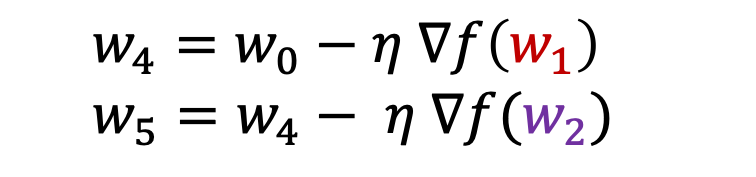 w₄ = w₀ − η ∇f(w₁)
w₅ = w₄ − η ∇f(w₂)